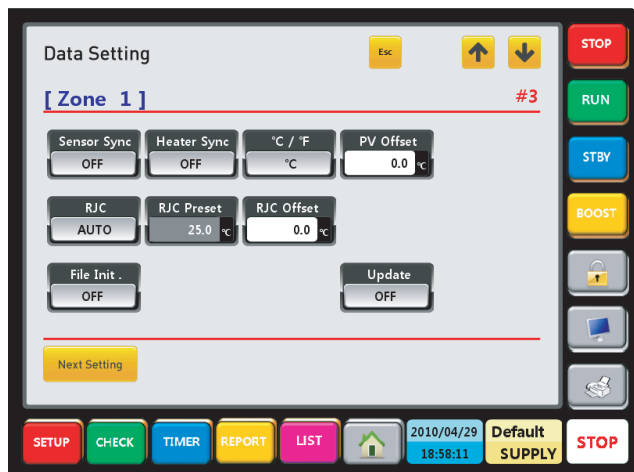 Data Setting
Esc
STOP
[ Zone 1 ]
#3
RUN
Sensor Sync
Heater Sync
°C / °F
PV Offset
OFF
OFF
°C
0.0 °C
STBY
RJC
RJC Preset
RJC Offset
AUTO
25.0 °C
0.0 °C
BOOST
File Init .
Update
OFF
OFF
Next Setting
SETUP
CHECK
TIMER
REPORT
LIST
2010/04/29
18:58:11
Default
SUPPLY
STOP